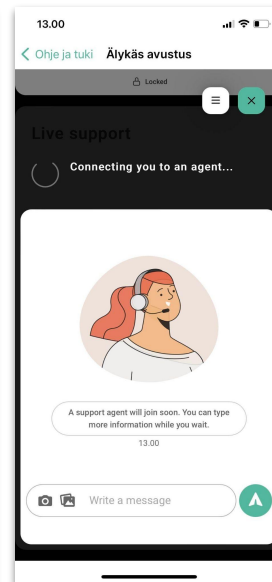 13.00
Ohje ja tuki Älykäs avustus
Locked
Live support
Connecting you to an agent...
A support agent will join soon. You can type
more information while you wait.
13.00
Write a message